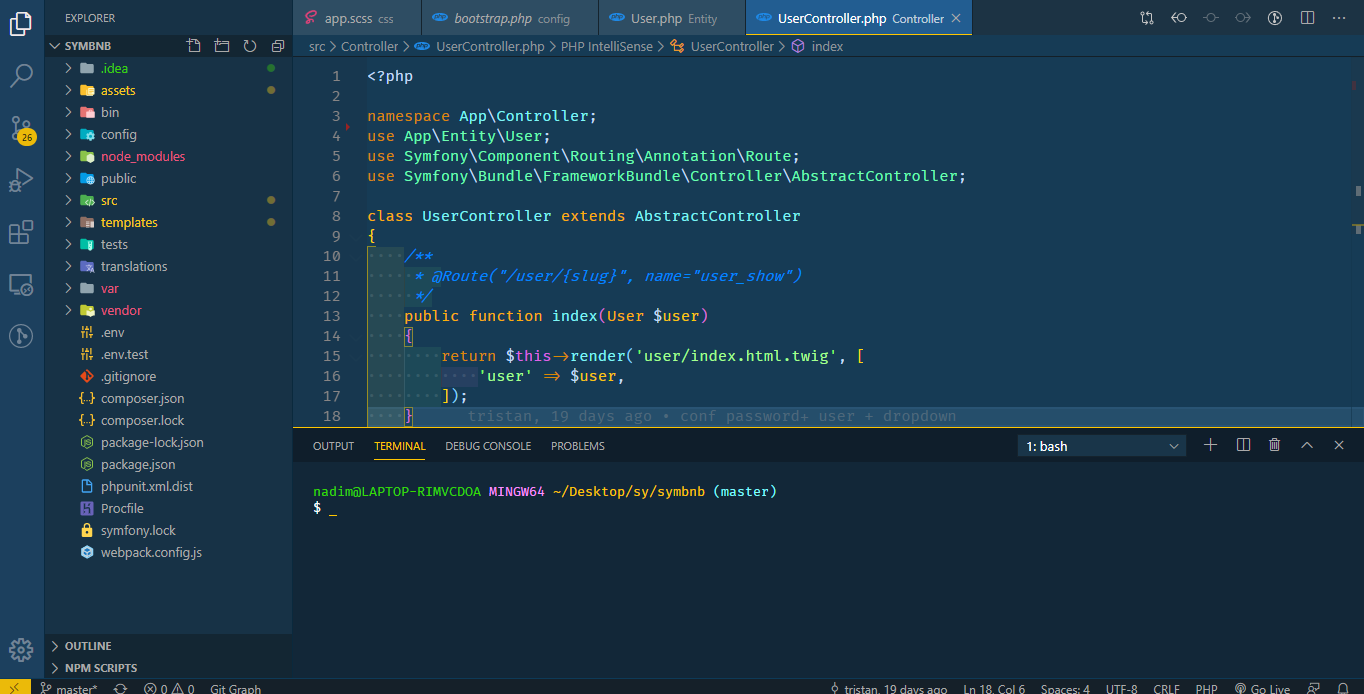 EXPLORER
SYMBNB
.idea
assets
bin
config
node_modules
public
src
templates
tests
translations
var
vendor
.env
.env.test
.gitignore
composer.json
composer.lock
package-lock.json
package.json
phpunit.xml.dist
Procfile
symfony.lock
webpack.config.js
OUTLINE
NPM SCRIPTS
26
app.scss css
bootstrap.php config
User.php Entity
UserController.php Controller
src > Controller > UserController.php > PHP IntelliSense > UserController > index
1 <?php
2
3 namespace App\Controller;
4 use App\Entity\User;
5 use Symfony\Component\Routing\Annotation\Route;
6 use Symfony\Bundle\FrameworkBundle\Controller\AbstractController;
7
8 class UserController extends AbstractController
9 {
10 /**
11 * @Route("/user/{slug}", name="user_show")
12 */
13 public function index(User $user)
14 {
15 return $this->render('user/index.html.twig', [
16 'user' => $user,
17 ]);
18 } tristan, 19 days ago • conf password+ user + dropdown
OUTPUT TERMINAL DEBUG CONSOLE PROBLEMS 1: bash
nadim@LAPTOP-RIMVCDOA MINGW64 ~/Desktop/sy/symbnb (master)
$ _
master* 0 0 Git Graph tristan, 19 days ago Ln 18, Col 6 Spaces: 4 UTF-8 CRLF PHP Go Live